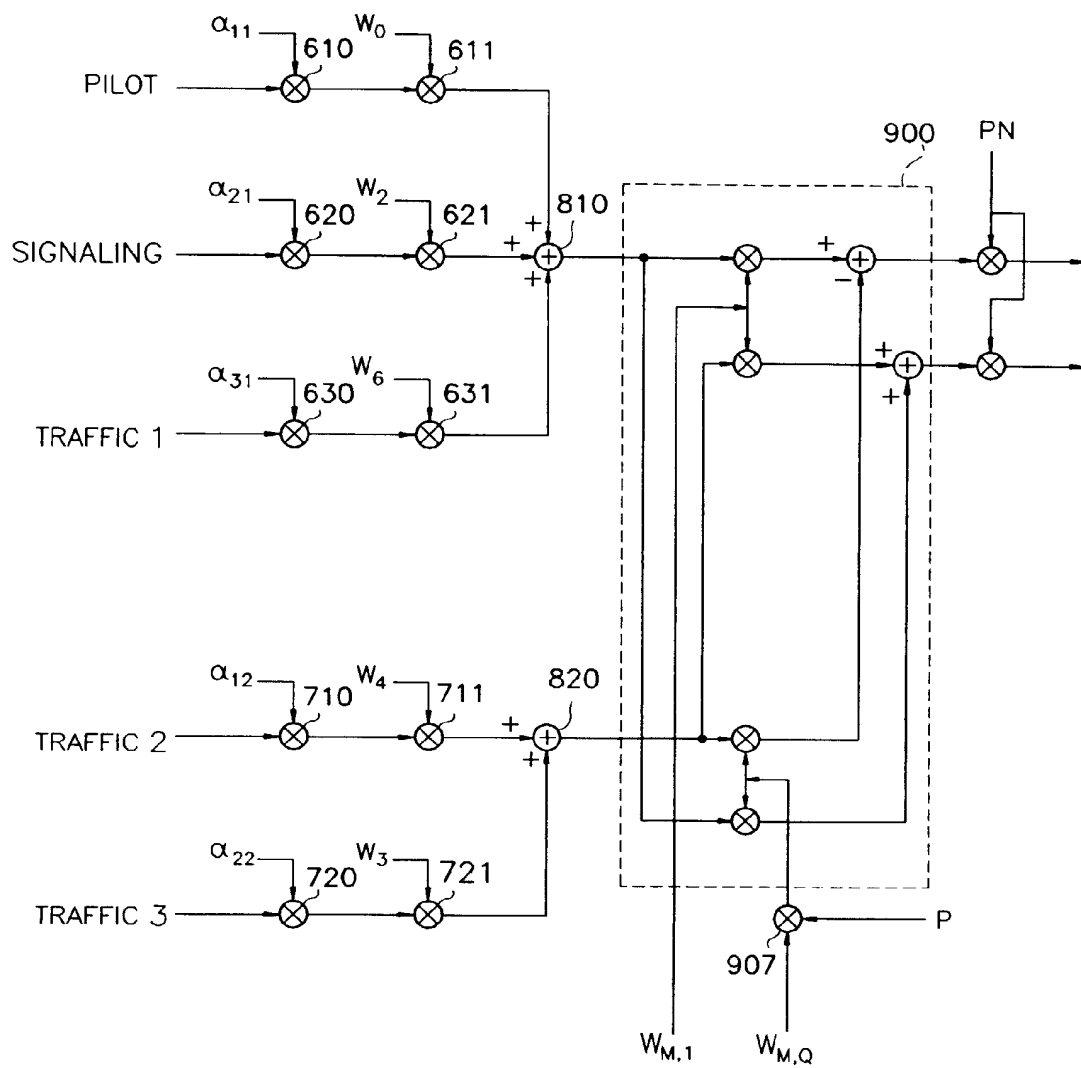 α11 W0
610 611
PILOT
900 PN
α21 W2
620 621 810
SIGNALING
+ + + + −
α31 W6
630 631
+ +
TRAFFIC 1
α12 W4
710 711 820
TRAFFIC 2
+ +
α22 W3
720 721
TRAFFIC 3
P
907
WM,1 WM,Q